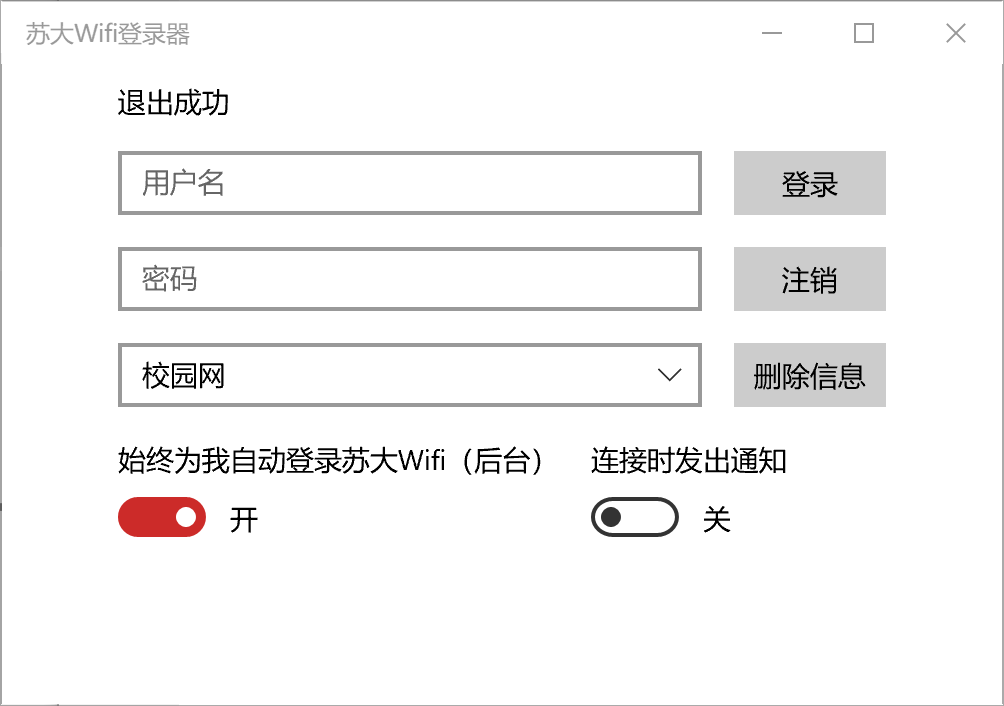 苏大Wifi登录器
退出成功
用户名
登录
密码
注销
校园网
删除信息
始终为我自动登录苏大Wifi（后台）
连接时发出通知
开
关